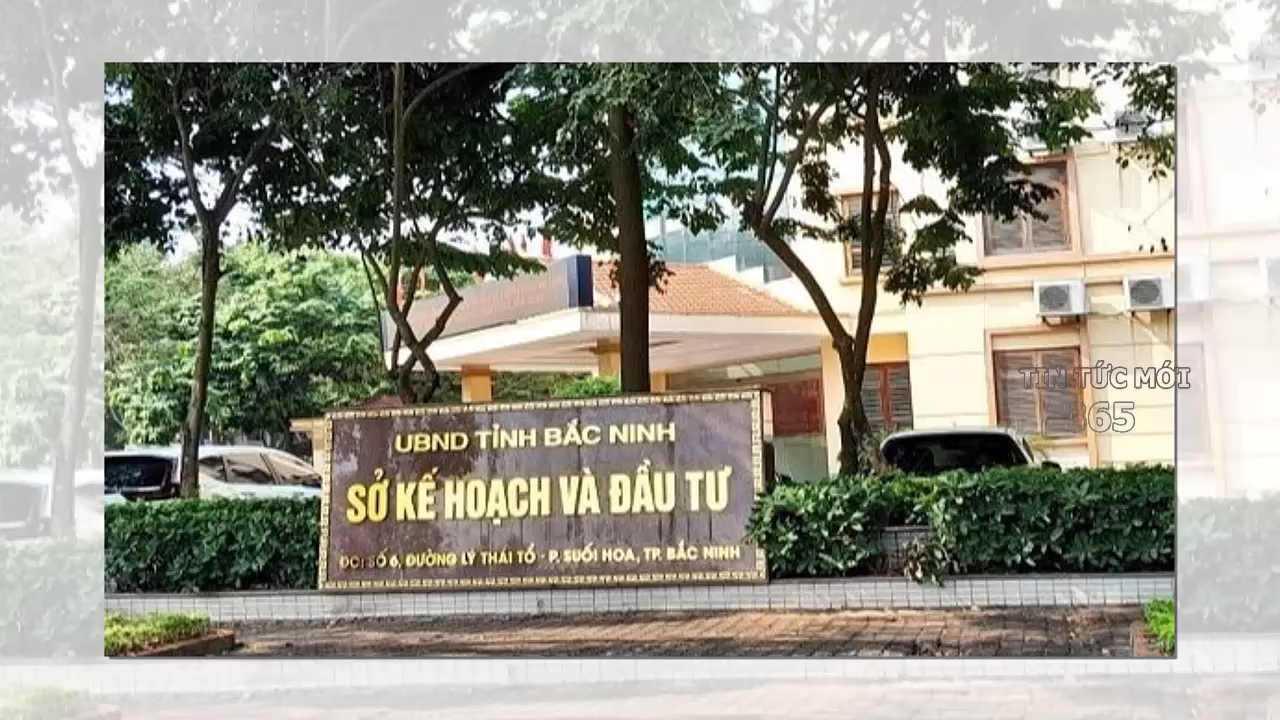 UBND TỈNH BẮC NINH
SỞ KẾ HOẠCH VÀ ĐẦU TƯ
ĐC: SỐ 6, ĐƯỜNG LÝ THÁI TỔ - P. SUỐI HOA, TP. BẮC NINH
TIN TỨC MỚI
365